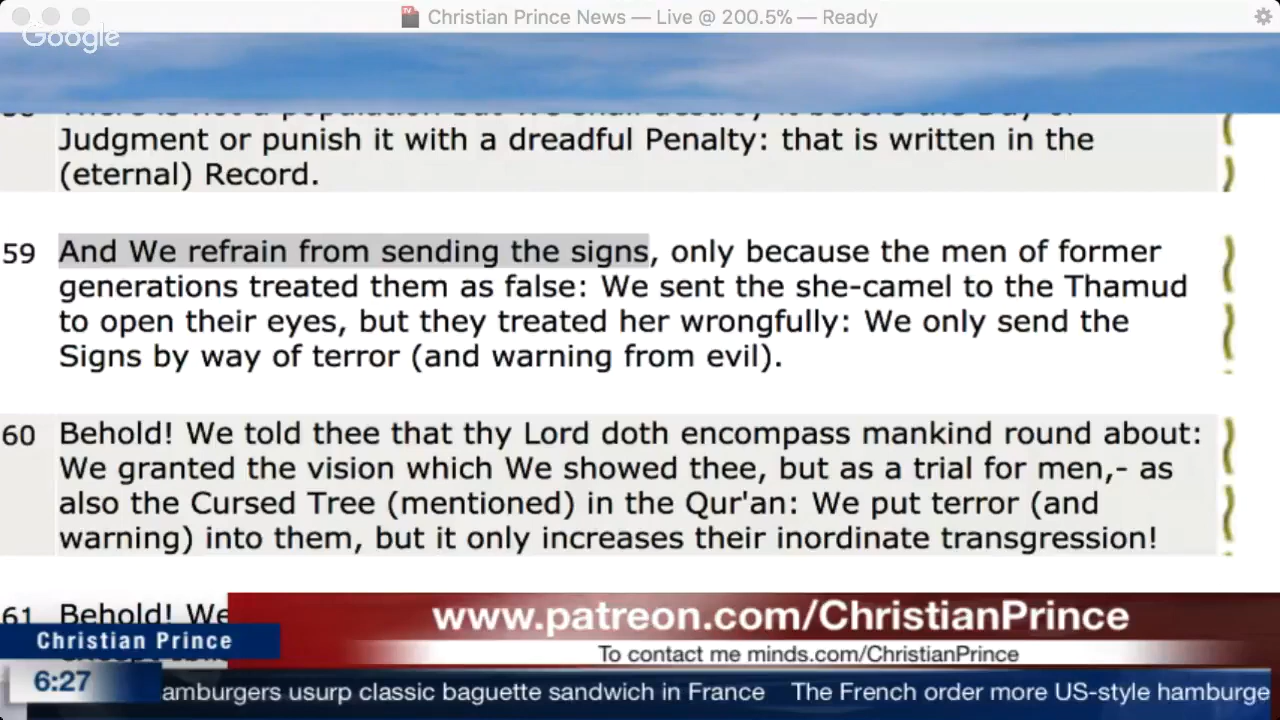 Christian Prince News — Live @ 200.5% — Ready
Google
Judgment or punish it with a dreadful Penalty: that is written in the
(eternal) Record.
59 And We refrain from sending the signs, only because the men of former
generations treated them as false: We sent the she-camel to the Thamud
to open their eyes, but they treated her wrongfully: We only send the
Signs by way of terror (and warning from evil).
60 Behold! We told thee that thy Lord doth encompass mankind round about:
We granted the vision which We showed thee, but as a trial for men,- as
also the Cursed Tree (mentioned) in the Qur'an: We put terror (and
warning) into them, but it only increases their inordinate transgression!
61 Behold! We
www.patreon.com/ChristianPrince
Christian Prince
To contact me minds.com/ChristianPrince
6:27
amburgers usurp classic baguette sandwich in France The French order more US-style hamburge